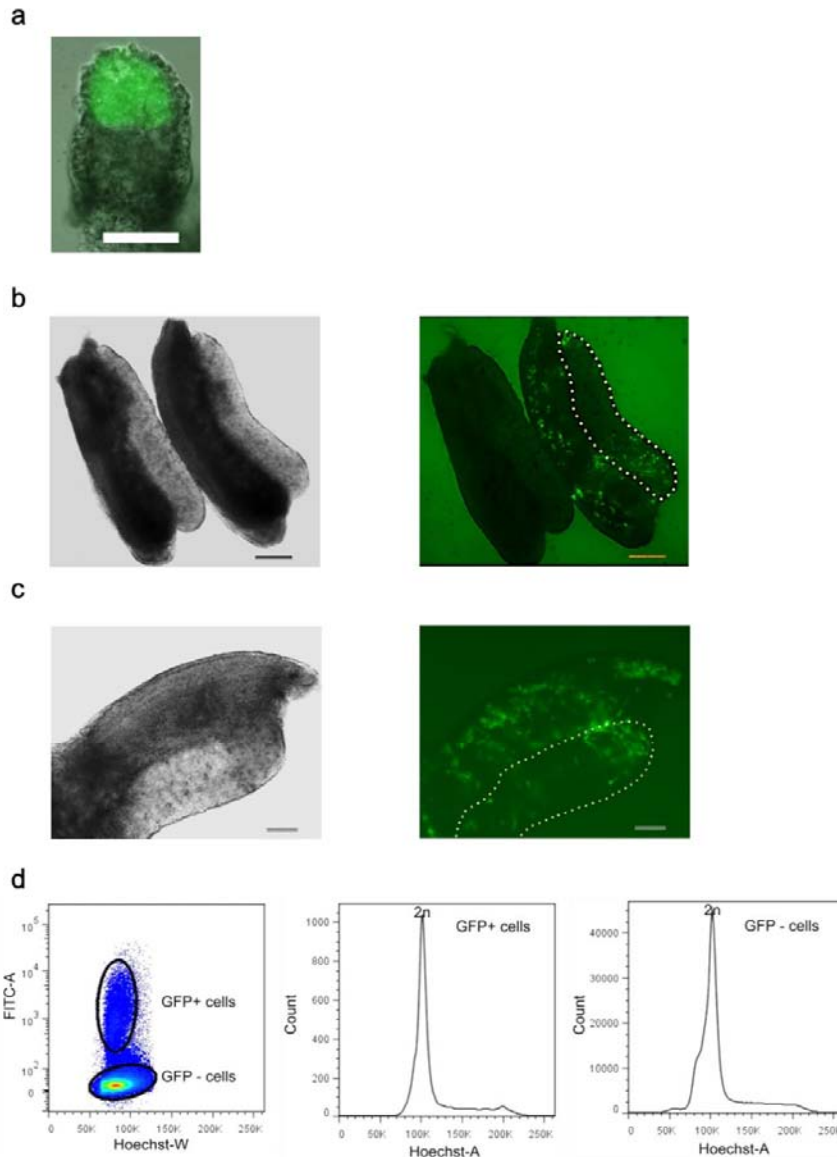 a
b
c
d
FITC-A
10^5
10^4
10^3
10^2
0
GFP+ cells
GFP - cells
0 50K 100K 150K 200K 250K
Hoechst-W
Count
1000
800
600
400
200
0
2n
GFP+ cells
0 50K 100K 150K 200K 250K
Hoechst-A
Count
40000
30000
20000
10000
0
2n
GFP - cells
0 50K 100K 150K 200K 250K
Hoechst-A